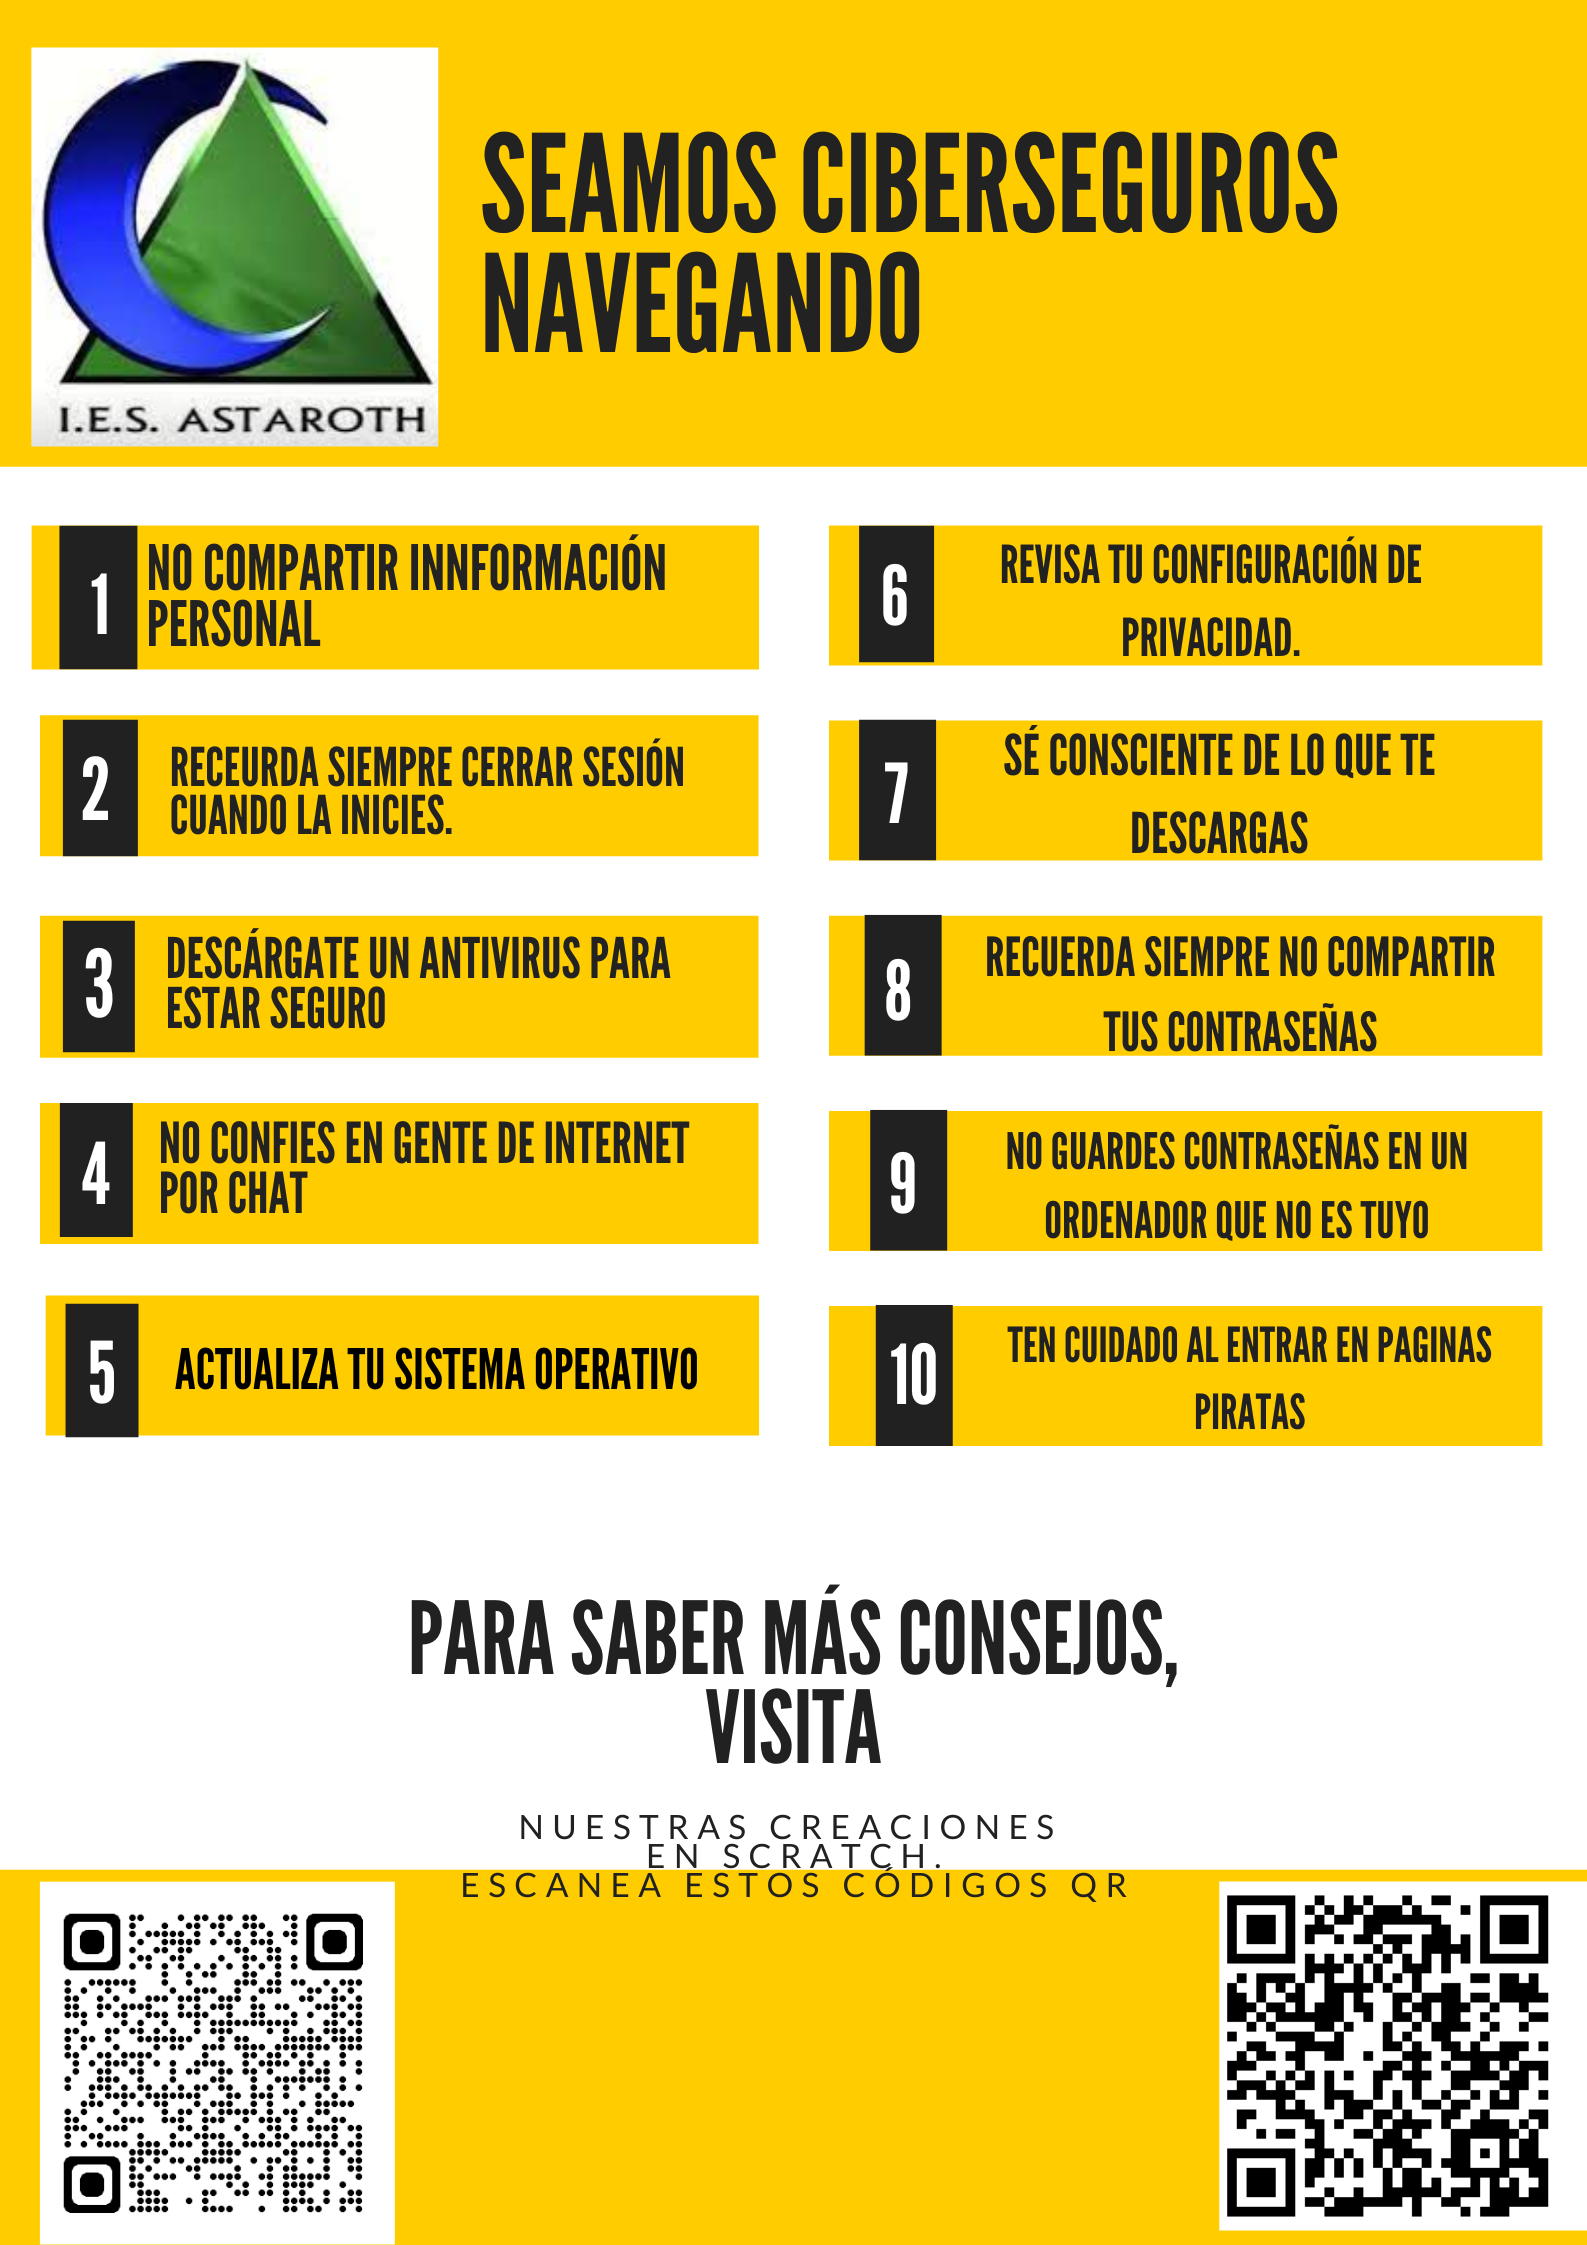 I.E.S. ASTAROTH
SEAMOS CIBERSEGUROS
NAVEGANDO
1
NO COMPARTIR INNFORMACIÓN
PERSONAL
2
RECEURDA SIEMPRE CERRAR SESIÓN
CUANDO LA INICIES.
3
DESCÁRGATE UN ANTIVIRUS PARA
ESTAR SEGURO
4
NO CONFIES EN GENTE DE INTERNET
POR CHAT
5
ACTUALIZA TU SISTEMA OPERATIVO
6
REVISA TU CONFIGURACIÓN DE
PRIVACIDAD.
7
SÉ CONSCIENTE DE LO QUE TE
DESCARGAS
8
RECUERDA SIEMPRE NO COMPARTIR
TUS CONTRASEÑAS
9
NO GUARDES CONTRASEÑAS EN UN
ORDENADOR QUE NO ES TUYO
10
TEN CUIDADO AL ENTRAR EN PAGINAS
PIRATAS
PARA SABER MÁS CONSEJOS,
VISITA
NUESTRAS CREACIONES
EN SCRATCH.
ESCANEA ESTOS CÓDIGOS QR